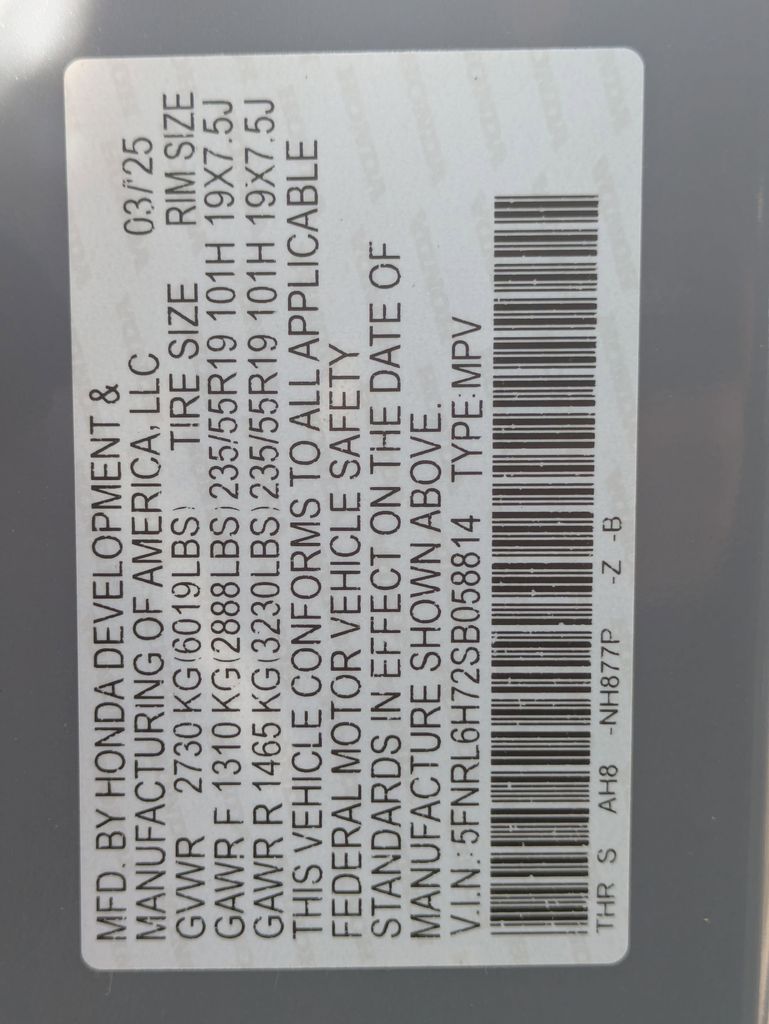 MFD. BY HONDA DEVELOPMENT &
MANUFACTURING OF AMERICA, LLC 03/25
GVWR 2730 KG(6019LBS) TIRE SIZE RIM SIZE
GAWR F 1310 KG(2888LBS)235/55R19 101H 19X7.5J
GAWR R 1465 KG(3230LBS)235/55R19 101H 19X7.5J
THIS VEHICLE CONFORMS TO ALL APPLICABLE
FEDERAL MOTOR VEHICLE SAFETY
STANDARDS IN EFFECT ON THE DATE OF
MANUFACTURE SHOWN ABOVE.
V.I.N.: 5FNRL6H72SB058814 TYPE:MPV
THR S AH8 -NH877P -Z -B